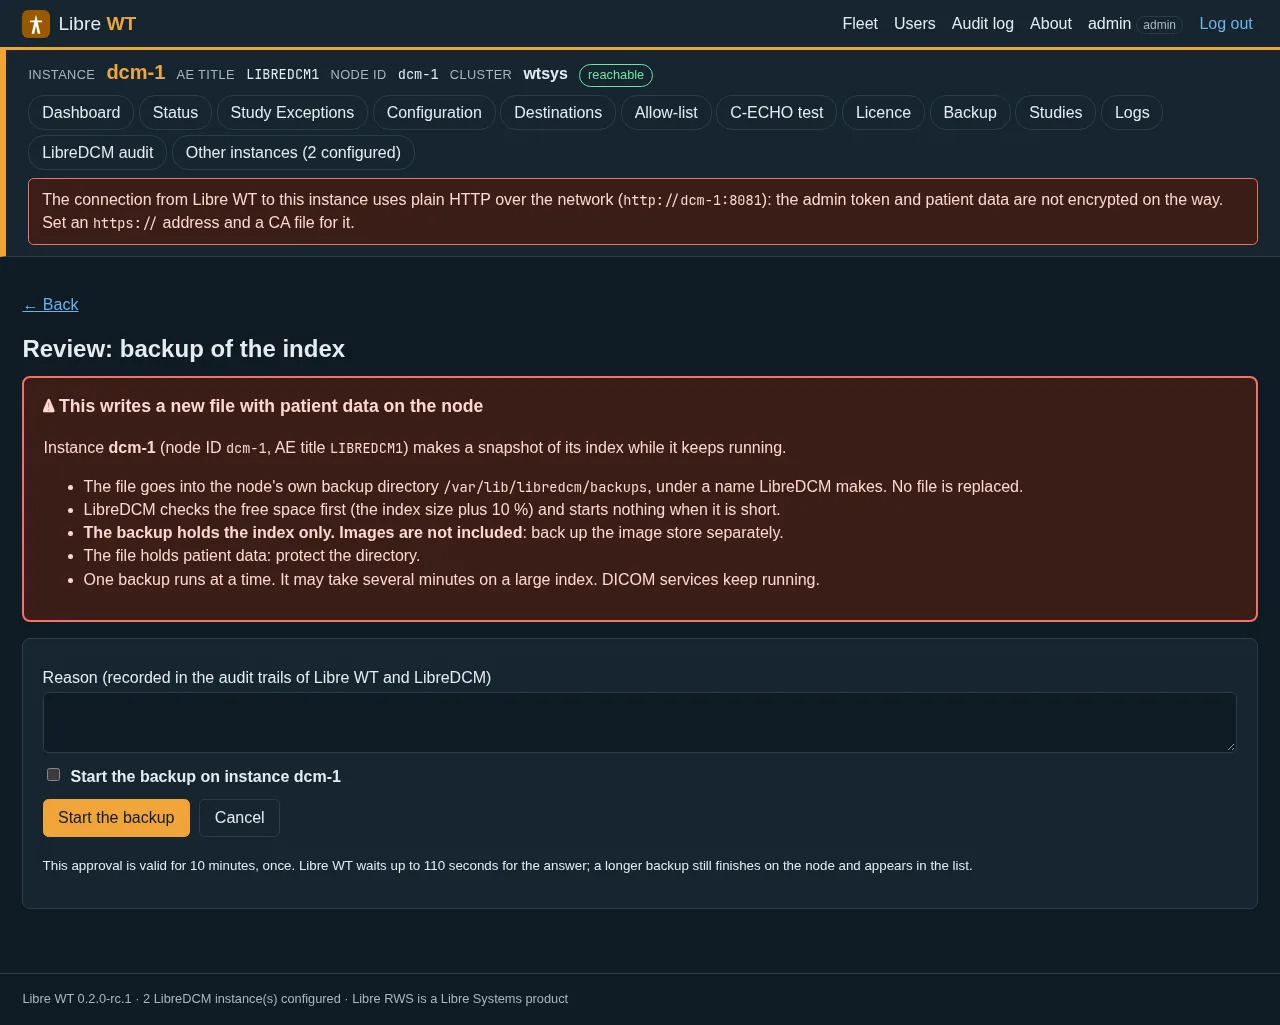 Libre WT
Fleet Users Audit log About admin admin Log out
INSTANCE dcm-1 AE TITLE LIBREDCM1 NODE ID dcm-1 CLUSTER wtsys reachable
Dashboard Status Study Exceptions Configuration Destinations Allow-list C-ECHO test Licence Backup Studies Logs
LibreDCM audit Other instances (2 configured)
The connection from Libre WT to this instance uses plain HTTP over the network (http://dcm-1:8081): the admin token and patient data are not encrypted on the way.
Set an https:// address and a CA file for it.
← Back
Review: backup of the index
⚠ This writes a new file with patient data on the node
Instance dcm-1 (node ID dcm-1, AE title LIBREDCM1) makes a snapshot of its index while it keeps running.
• The file goes into the node's own backup directory /var/lib/libredcm/backups, under a name LibreDCM makes. No file is replaced.
• LibreDCM checks the free space first (the index size plus 10 %) and starts nothing when it is short.
• The backup holds the index only. Images are not included: back up the image store separately.
• The file holds patient data: protect the directory.
• One backup runs at a time. It may take several minutes on a large index. DICOM services keep running.
Reason (recorded in the audit trails of Libre WT and LibreDCM)
Start the backup on instance dcm-1
Start the backup Cancel
This approval is valid for 10 minutes, once. Libre WT waits up to 110 seconds for the answer; a longer backup still finishes on the node and appears in the list.
Libre WT 0.2.0-rc.1 · 2 LibreDCM instance(s) configured · Libre RWS is a Libre Systems product